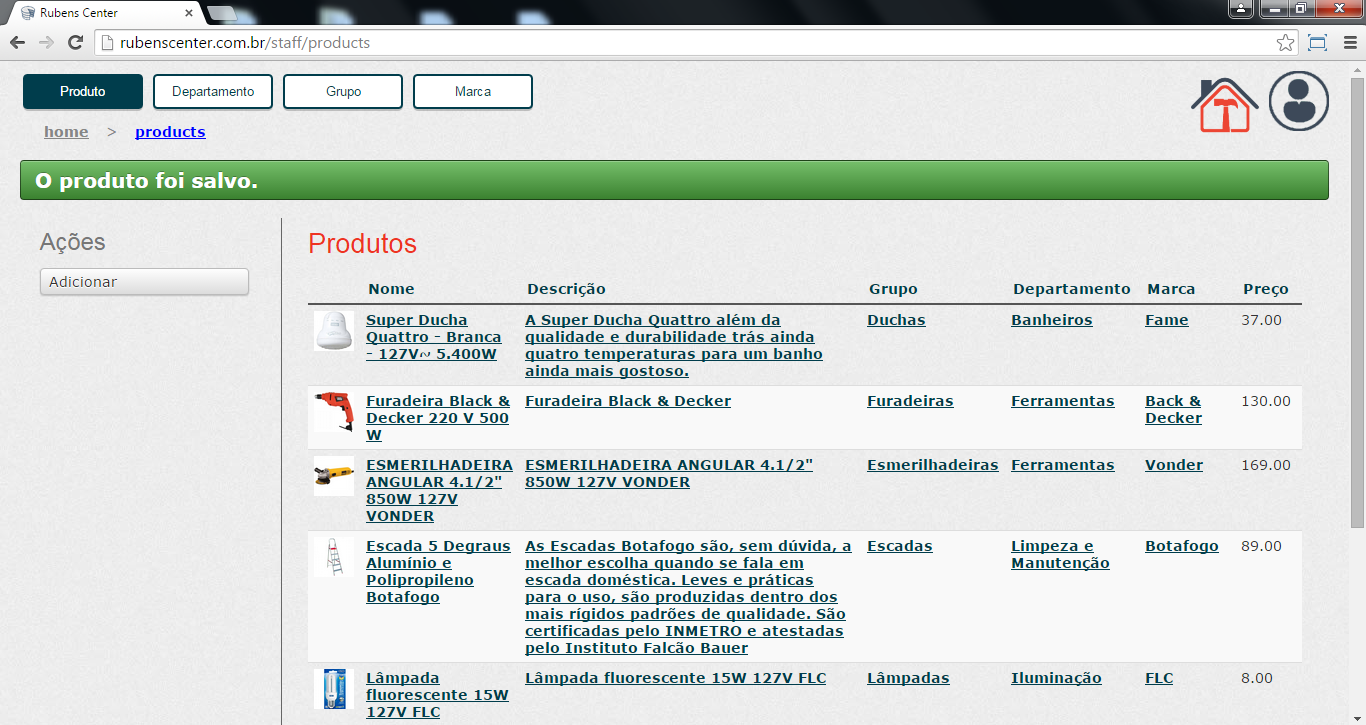 Rubens Center
rubenscenter.com.br/staff/products
Produto
Departamento
Grupo
Marca
home > products
O produto foi salvo.
Ações
Adicionar
Produtos
Nome Descrição Grupo Departamento Marca Preço
Super Ducha Quattro - Branca - 127V~ 5.400W
A Super Ducha Quattro além da
qualidade e durabilidade trás ainda
quatro temperaturas para um banho
ainda mais gostoso.
Duchas
Banheiros
Fame
37.00
Furadeira Black &
Decker 220 V 500
W
Furadeira Black & Decker
Furadeiras
Ferramentas
Back &
Decker
130.00
ESMERILHADEIRA
ANGULAR 4.1/2"
850W 127V
VONDER
ESMERILHADEIRA ANGULAR 4.1/2"
850W 127V VONDER
Esmerilhadeiras
Ferramentas
Vonder
169.00
Escada 5 Degraus
Alumínio e
Polipropileno
Botafogo
As Escadas Botafogo são, sem dúvida, a
melhor escolha quando se fala em
escada doméstica. Leves e práticas
para o uso, são produzidas dentro dos
mais rígidos padrões de qualidade. São
certificadas pelo INMETRO e atestadas
pelo Instituto Falcão Bauer
Escadas
Limpeza e
Manutenção
Botafogo
89.00
Lâmpada
fluorescente 15W
127V FLC
Lâmpada fluorescente 15W 127V FLC
Lâmpadas
Iluminação
FLC
8.00